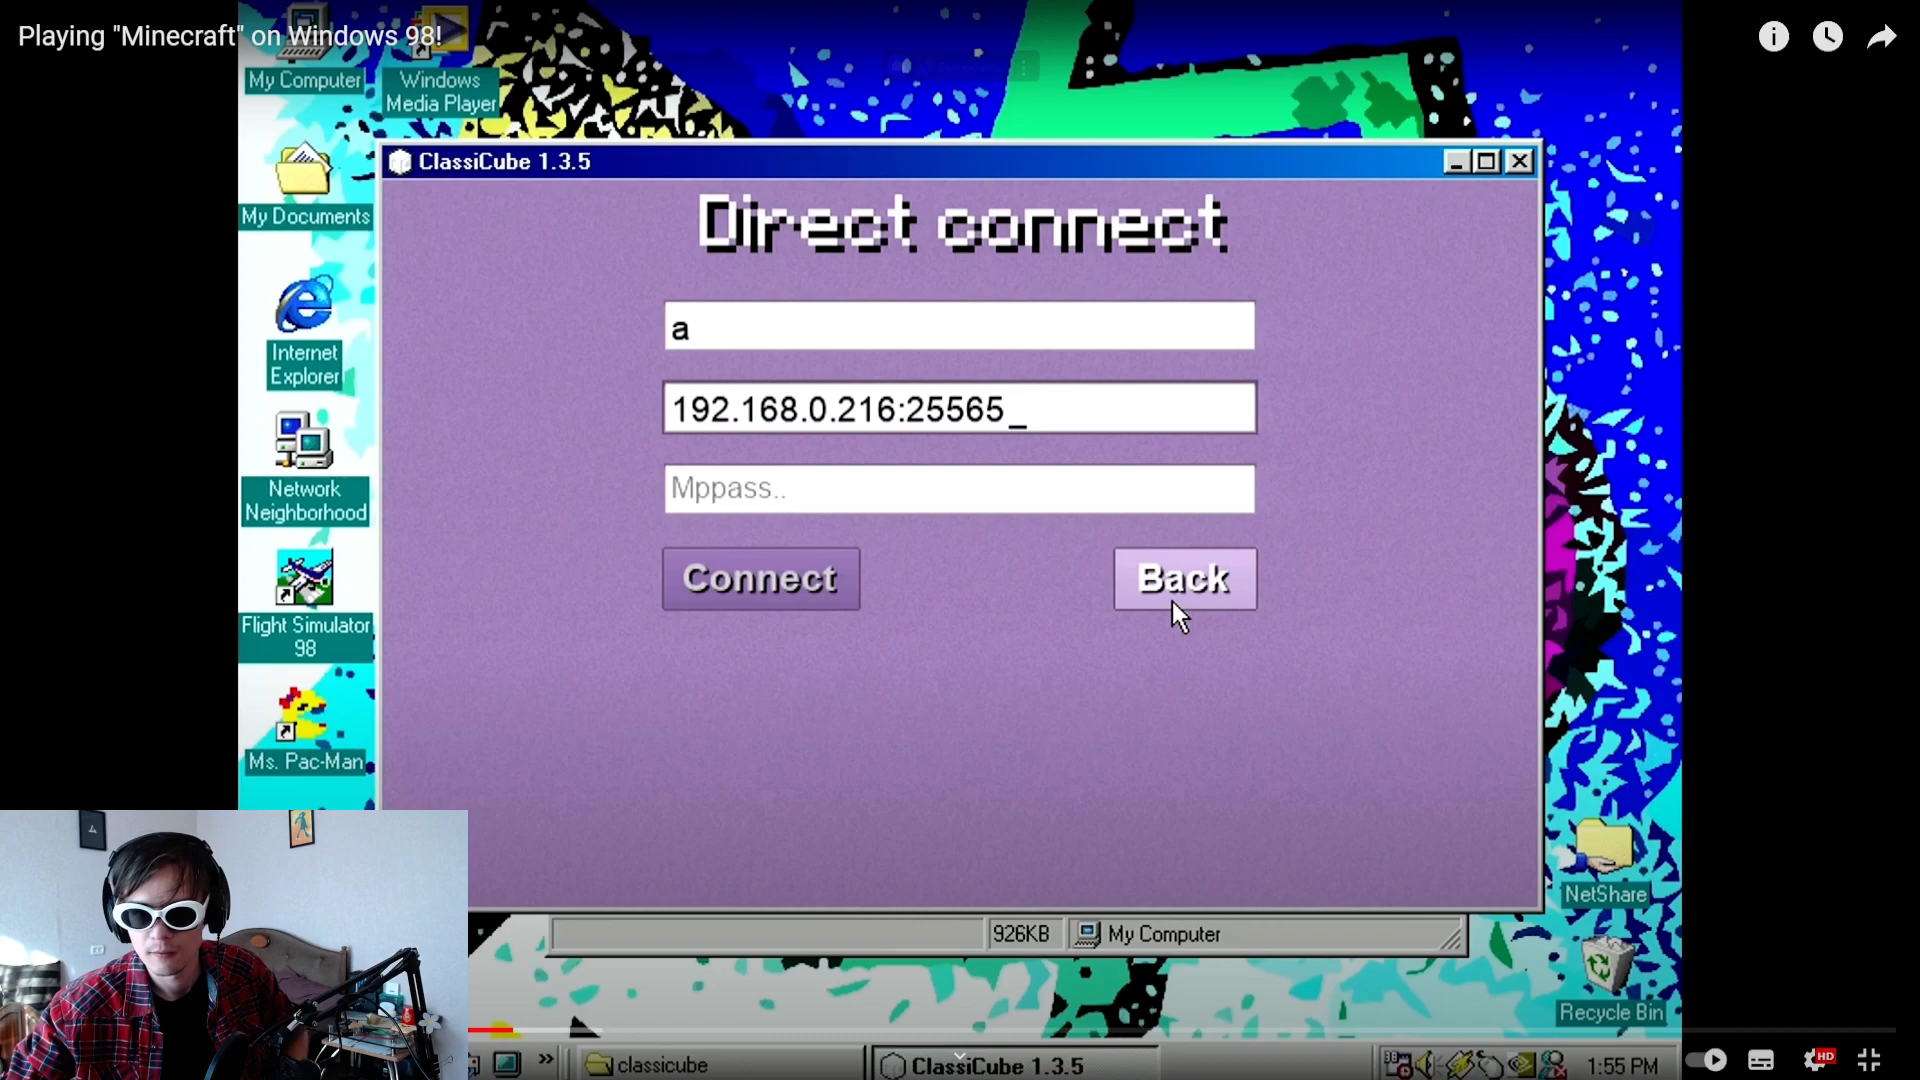 Playing "Minecraft" on Windows 98!
My Computer
Windows
Media Player
My Documents
Internet
Explorer
Network
Neighborhood
Flight Simulator
98
Ms. Pac-Man
ClassiCube 1.3.5
Direct connect
a
192.168.0.216:25565_
Mppass..
Connect
Back
926KB
My Computer
NetShare
Recycle Bin
»
classicube
ClassiCube 1.3.5
1:55 PM
HD